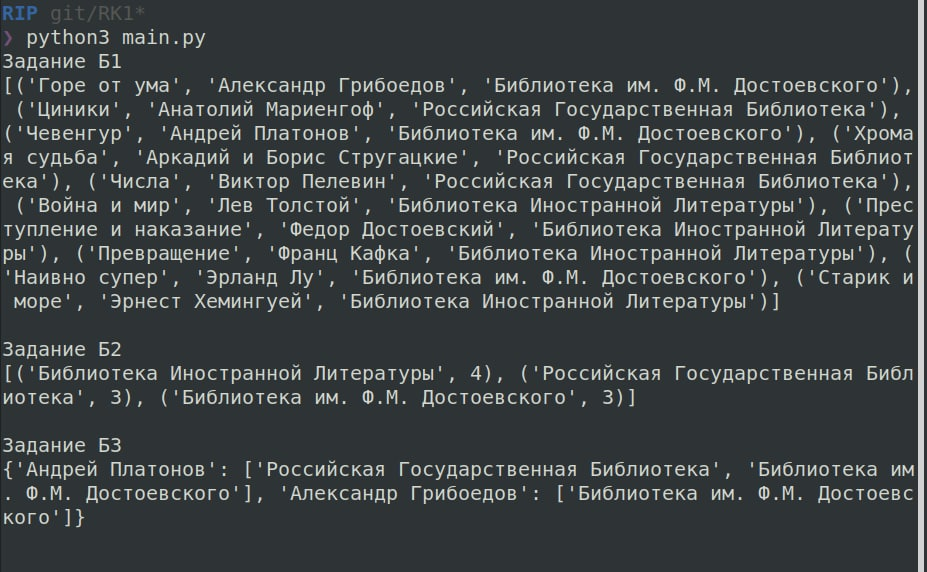 RIP git/RK1*
❯ python3 main.py
Задание Б1
[('Горе от ума', 'Александр Грибоедов', 'Библиотека им. Ф.М. Достоевского'),
 ('Циники', 'Анатолий Мариенгоф', 'Российская Государственная Библиотека'),
('Чевенгур', 'Андрей Платонов', 'Библиотека им. Ф.М. Достоевского'), ('Хрома
я судьба', 'Аркадий и Борис Стругацкие', 'Российская Государственная Библиот
ека'), ('Числа', 'Виктор Пелевин', 'Российская Государственная Библиотека'),
 ('Война и мир', 'Лев Толстой', 'Библиотека Иностранной Литературы'), ('Прес
тупление и наказание', 'Федор Достоевский', 'Библиотека Иностранной Литерату
ры'), ('Превращение', 'Франц Кафка', 'Библиотека Иностранной Литературы'), (
'Наивно супер', 'Эрланд Лу', 'Библиотека им. Ф.М. Достоевского'), ('Старик и
 море', 'Эрнест Хемингуей', 'Библиотека Иностранной Литературы')]

Задание Б2
[('Библиотека Иностранной Литературы', 4), ('Российская Государственная Библ
иотека', 3), ('Библиотека им. Ф.М. Достоевского', 3)]

Задание Б3
{'Андрей Платонов': ['Российская Государственная Библиотека', 'Библиотека им
. Ф.М. Достоевского'], 'Александр Грибоедов': ['Библиотека им. Ф.М. Достоевс
кого']}